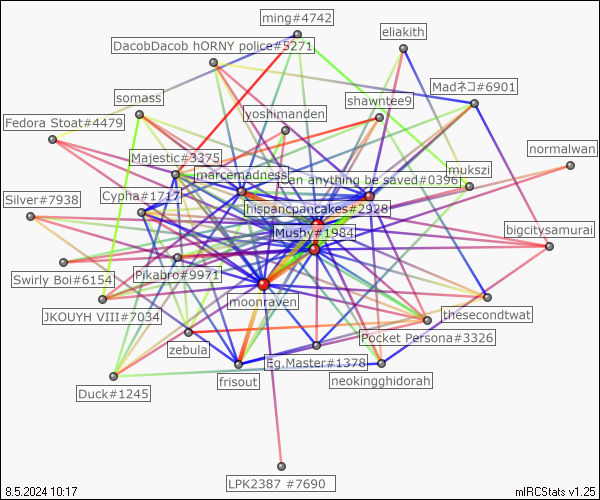 ming#4742
eliakith
DacobDacob hORNY police#5271
Madネコ#6901
somass
shawntee9
yoshimanden
Fedora Stoat#4479
normalwan
Majestic#3375
mukszi
marcemadness
Can anything be saved#0396
Cypha#1717
Silver#7938
hispancpancakes#2928
bigcitysamurai
Mushy#1984
Pikabro#9971
Swirly Boi#6154
moonraven
thesecondtwat
JKOUYH VIII#7034
Pocket Persona#3326
zebula
Eg.Master#1378
frisout
neokingghidorah
Duck#1245
LPK2387 #7690
8.5.2024 10:17
mIRCStats v1.25